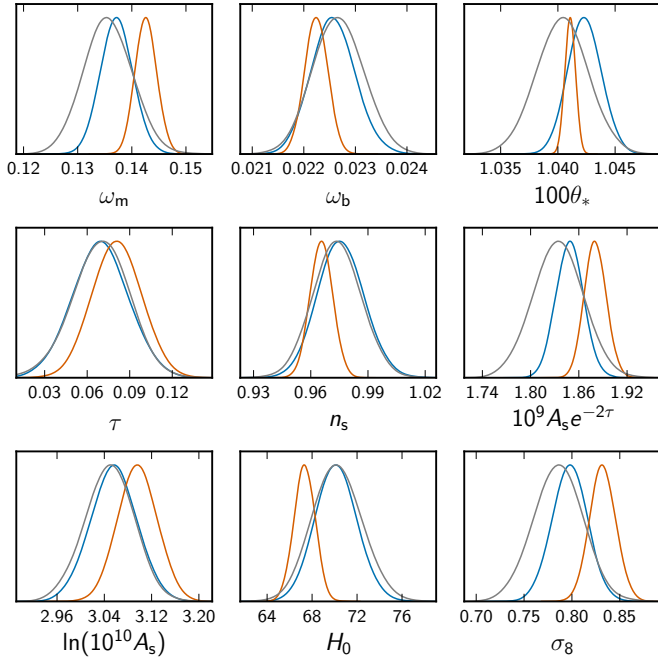 0.12 0.13 0.14 0.15
ω_m
0.021 0.022 0.023 0.024
ω_b
1.035 1.040 1.045
100θ_*
0.03 0.06 0.09 0.12
τ
0.93 0.96 0.99 1.02
n_s
1.74 1.80 1.86 1.92
10^9 A_s e^{−2τ}
2.96 3.04 3.12 3.20
ln(10^{10} A_s)
64 68 72 76
H_0
0.70 0.75 0.80 0.85
σ_8